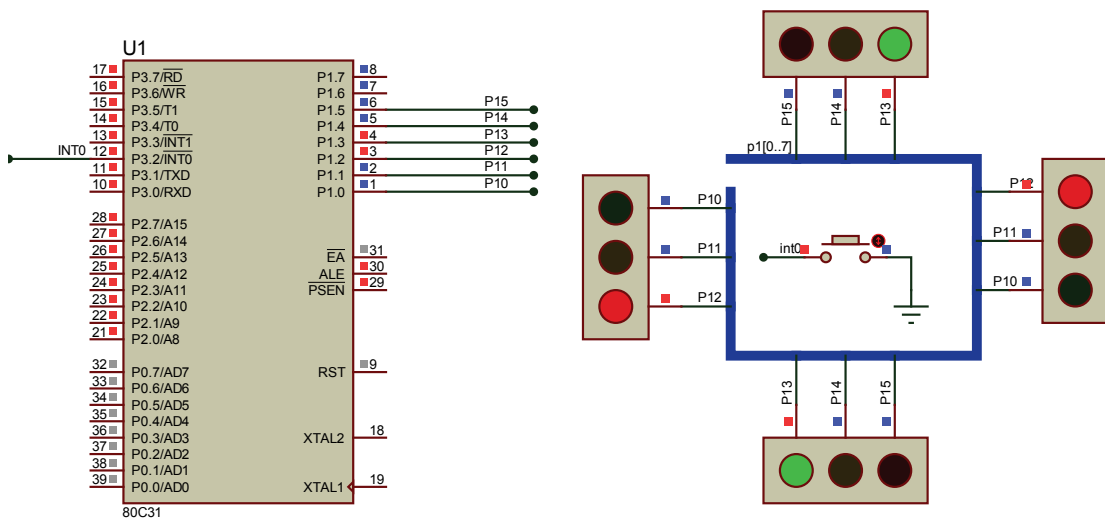 U1
17 P3.7/RD P1.7 8
16 P3.6/WR P1.6 7
15 P3.5/T1 P1.5 6 P15
14 P3.4/T0 P1.4 5 P14
13 P3.3/INT1 P1.3 4 P13
INT0 12 P3.2/INT0 P1.2 3 P12
11 P3.1/TXD P1.1 2 P11
10 P3.0/RXD P1.0 1 P10
28 P2.7/A15
27 P2.6/A14
26 P2.5/A13 EA 31
25 P2.4/A12 ALE 30
24 P2.3/A11 PSEN 29
23 P2.2/A10
22 P2.1/A9
21 P2.0/A8
32 P0.7/AD7 RST 9
33 P0.6/AD6
34 P0.5/AD5
35 P0.4/AD4
36 P0.3/AD3 XTAL2 18
37 P0.2/AD2
38 P0.1/AD1
39 P0.0/AD0 XTAL1 19
80C31
P15 P14 P13
p1[0..7]
P10
P11
P12
int0
P12
P11
P10
P13 P14 P15